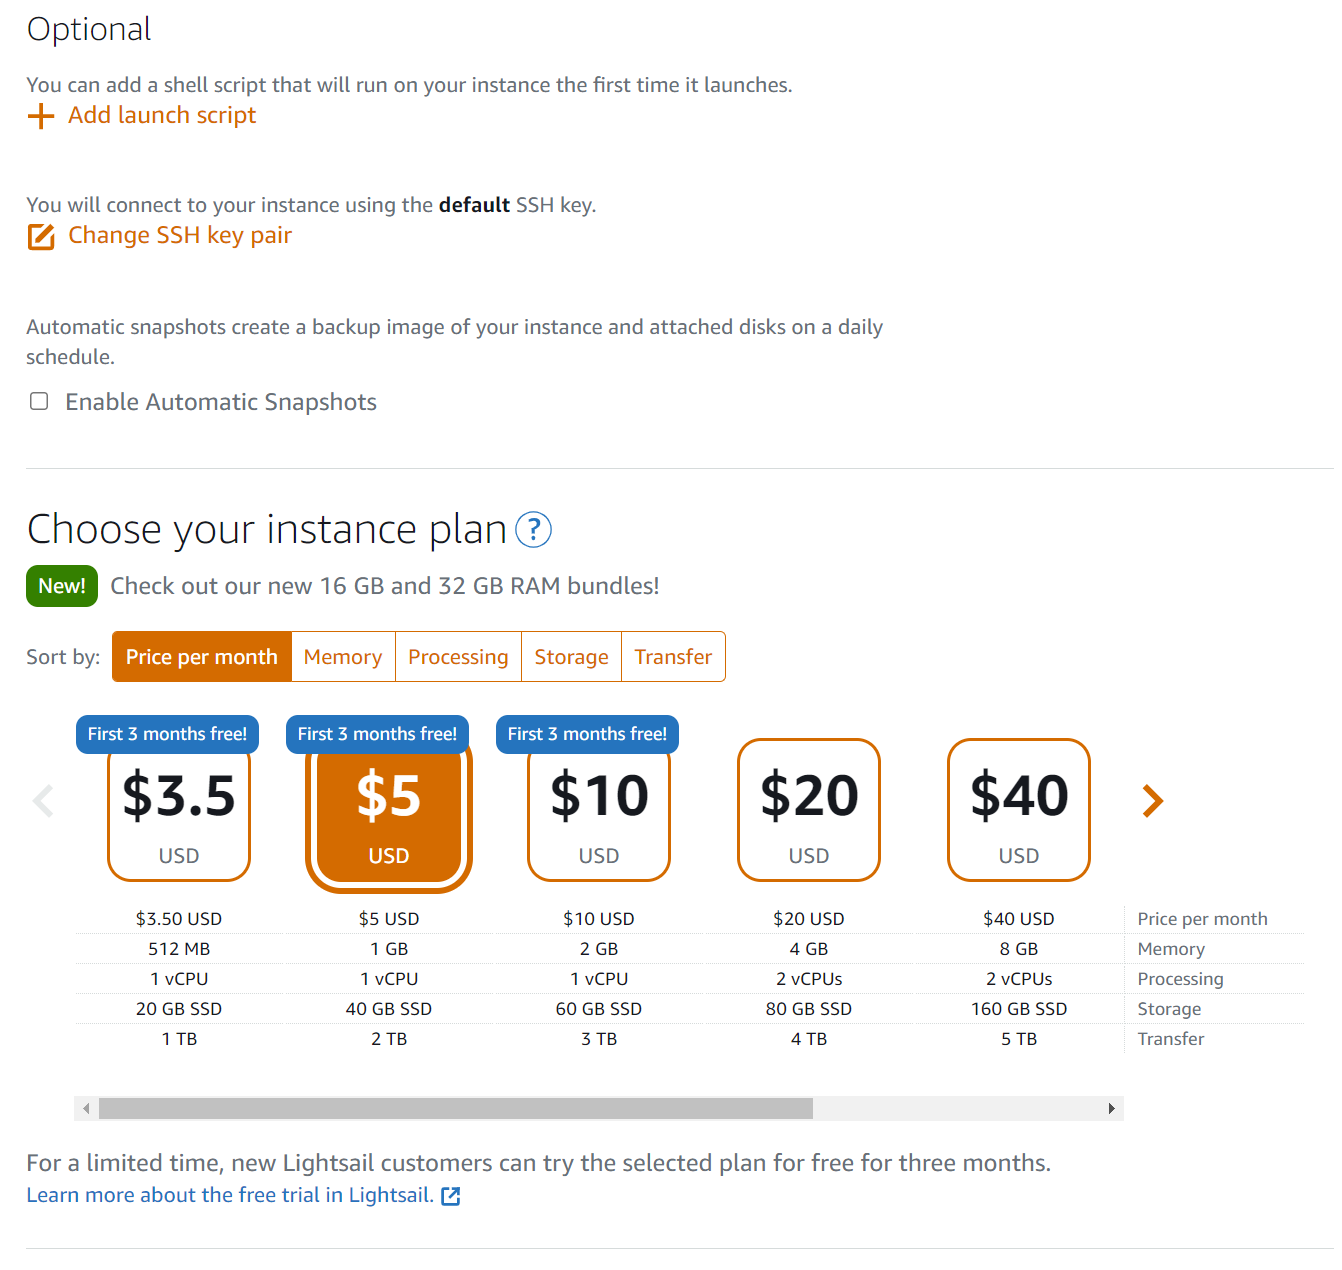 Optional
You can add a shell script that will run on your instance the first time it launches.
Add launch script
You will connect to your instance using the default SSH key.
Change SSH key pair
Automatic snapshots create a backup image of your instance and attached disks on a daily
schedule.
Enable Automatic Snapshots
Choose your instance plan ?
New! Check out our new 16 GB and 32 GB RAM bundles!
Sort by: Price per month Memory Processing Storage Transfer
First 3 months free! First 3 months free! First 3 months free!
$3.5 $5 $10 $20 $40
USD USD USD USD USD
$3.50 USD $5 USD $10 USD $20 USD $40 USD Price per month
512 MB 1 GB 2 GB 4 GB 8 GB Memory
1 vCPU 1 vCPU 1 vCPU 2 vCPUs 2 vCPUs Processing
20 GB SSD 40 GB SSD 60 GB SSD 80 GB SSD 160 GB SSD Storage
1 TB 2 TB 3 TB 4 TB 5 TB Transfer
For a limited time, new Lightsail customers can try the selected plan for free for three months.
Learn more about the free trial in Lightsail.